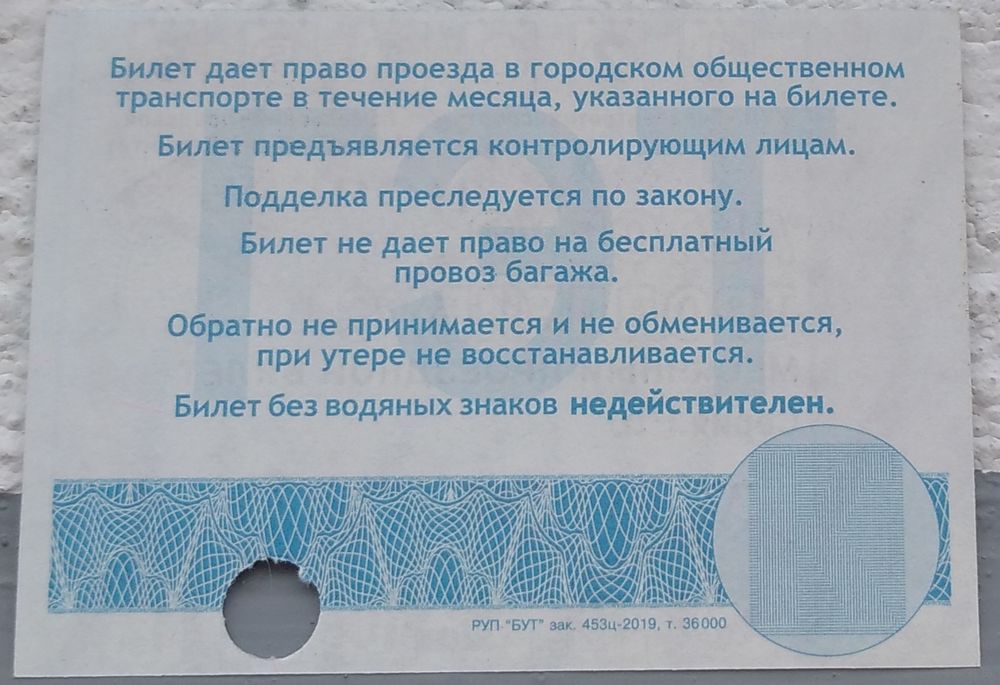 Билет дает право проезда в городском общественном
транспорте в течение месяца, указанного на билете.
Билет предъявляется контролирующим лицам.
Подделка преследуется по закону.
Билет не дает право на бесплатный
провоз багажа.
Обратно не принимается и не обменивается,
при утере не восстанавливается.
Билет без водяных знаков недействителен.
РУП "БУТ" зак. 453ц-2019, т. 36000